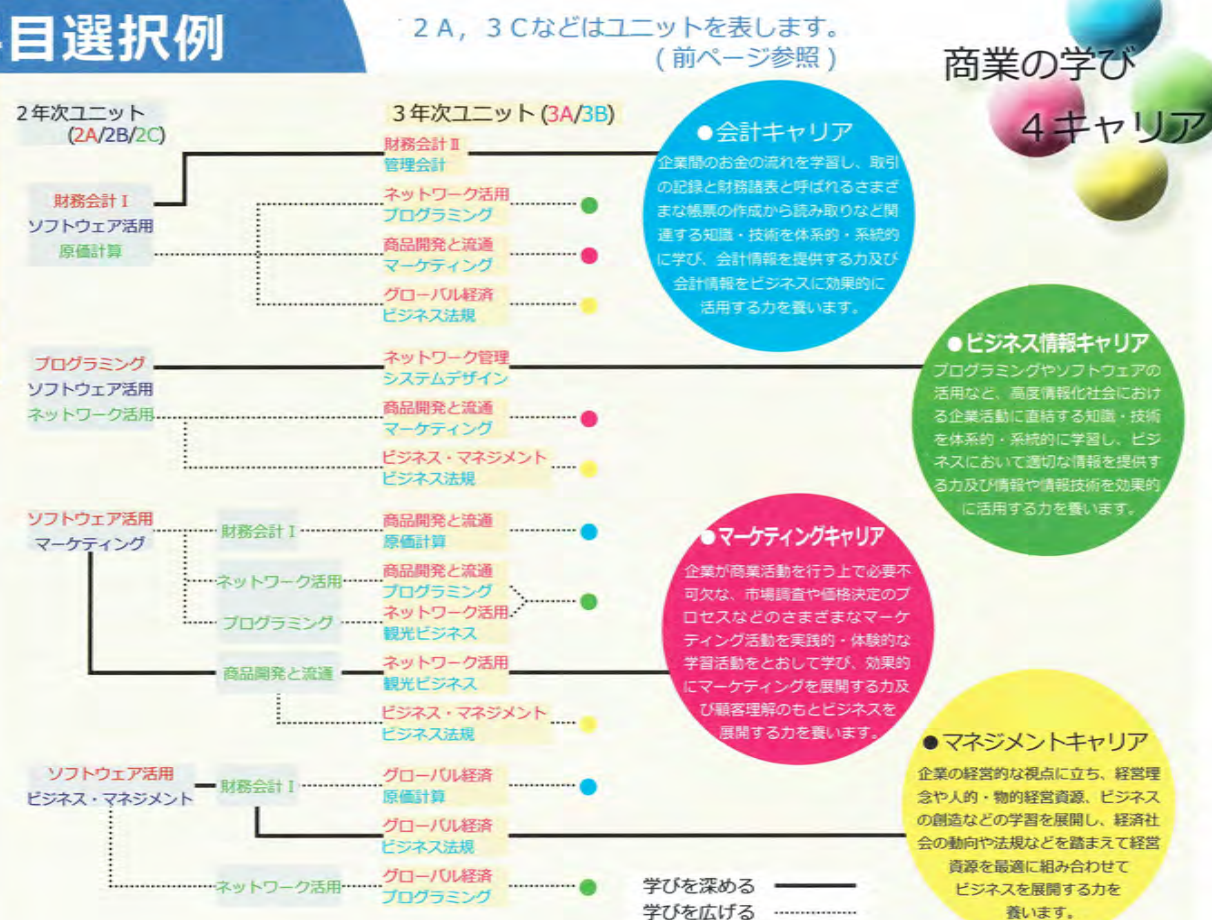 目選択例
2A，3Cなどはユニットを表します。
(前ページ参照)
商業の学び
4キャリア
2年次ユニット
(2A/2B/2C)
3年次ユニット(3A/3B)
財務会計Ⅰ
ソフトウェア活用
原価計算
財務会計Ⅱ
管理会計
ネットワーク活用
プログラミング
商品開発と流通
マーケティング
グローバル経済
ビジネス法規
●会計キャリア
企業間のお金の流れを学習し、取引
の記録と財務諸表と呼ばれるさまざ
まな帳票の作成から読み取りなど関
連する知識・技術を体系的・系統的
に学び、会計情報を提供する力及び
会計情報をビジネスに効果的に
活用する力を養います。
プログラミング
ソフトウェア活用
ネットワーク活用
ネットワーク管理
システムデザイン
商品開発と流通
マーケティング
ビジネス・マネジメント
ビジネス法規
●ビジネス情報キャリア
プログラミングやソフトウェアの
活用など、高度情報化社会におけ
る企業活動に直結する知識・技術
を体系的・系統的に学習し、ビジ
ネスにおいて適切な情報を提供す
る力及び情報や情報技術を効果的
に活用する力を養います。
ソフトウェア活用
マーケティング
財務会計Ⅰ
ネットワーク活用
プログラミング
商品開発と流通
商品開発と流通
原価計算
商品開発と流通
プログラミング
ネットワーク活用
観光ビジネス
ネットワーク活用
観光ビジネス
ビジネス・マネジメント
ビジネス法規
●マーケティングキャリア
企業が商業活動を行う上で必要不
可欠な、市場調査や価格決定のプ
ロセスなどのさまざまなマーケ
ティング活動を実践的・体験的な
学習活動をとおして学び、効果的
にマーケティングを展開する力及
び顧客理解のもとビジネスを
展開する力を養います。
ソフトウェア活用
ビジネス・マネジメント
財務会計Ⅰ
ネットワーク活用
グローバル経済
原価計算
グローバル経済
ビジネス法規
グローバル経済
プログラミング
●マネジメントキャリア
企業の経営的な視点に立ち、経営理
念や人的・物的経営資源、ビジネス
の創造などの学習を展開し、経済社
会の動向や法規などを踏まえて経営
資源を最適に組み合わせて
ビジネスを展開する力を
養います。
学びを深める
学びを広げる